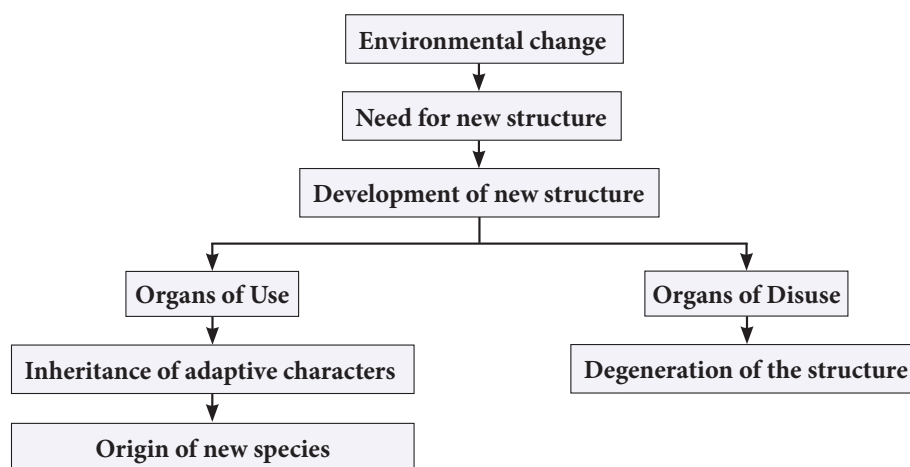 Environmental change
Need for new structure
Development of new structure
Organs of Use
Organs of Disuse
Inheritance of adaptive characters
Degeneration of the structure
Origin of new species